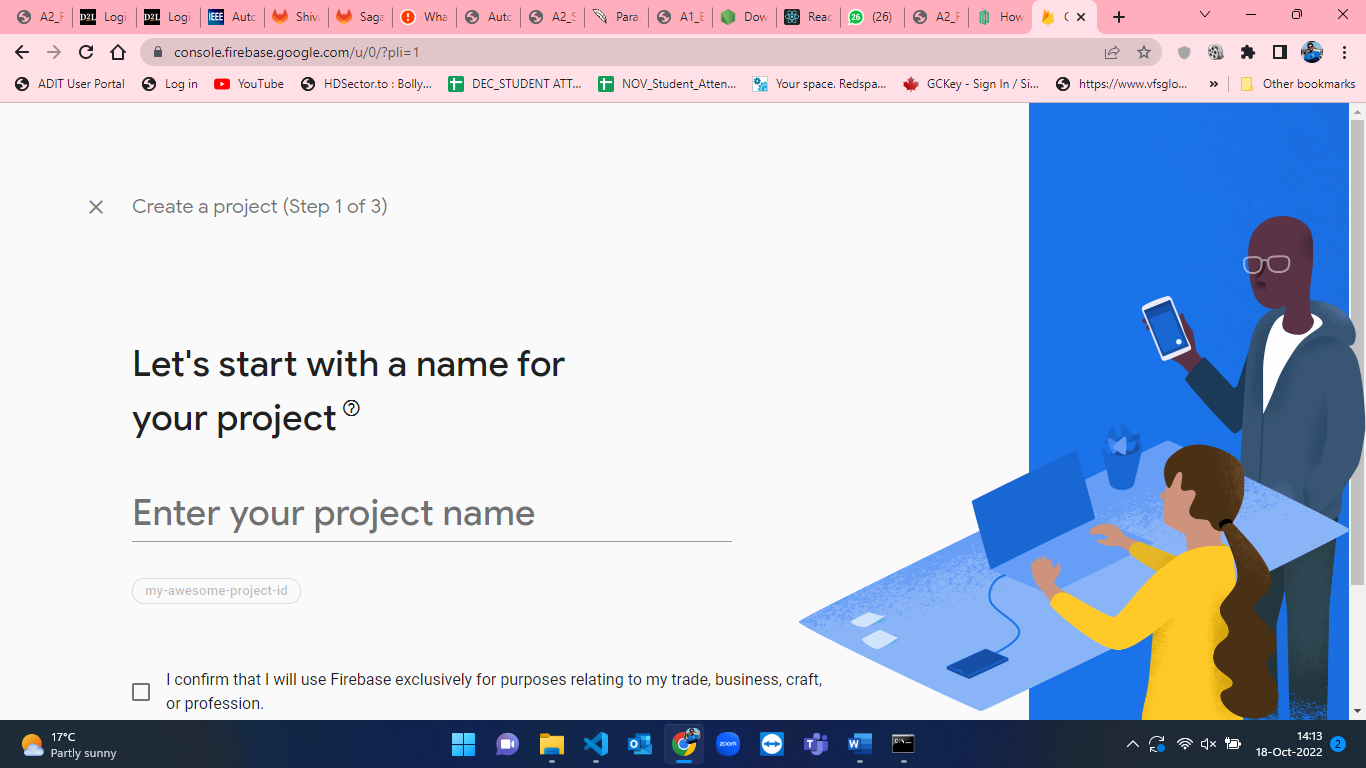 A2_F
Logi
Logi
Auto
Shiv
Saga
Wha
Auto
A2_S
Para
A1_E
Dow
Reac
(26)
A2_F
How
console.firebase.google.com/u/0/?pli=1
ADIT User Portal
Log in
YouTube
HDSector.to : Bolly...
DEC_STUDENT ATT...
NOV_Student_Atten...
Your space. Redspa...
GCKey - Sign In / Si...
https://www.vfsglo...
»
Other bookmarks
Create a project (Step 1 of 3)
Let's start with a name for
your project
Enter your project name
my-awesome-project-id
I confirm that I will use Firebase exclusively for purposes relating to my trade, business, craft,
or profession.
17°C
Partly sunny
zoom
14:13
18-Oct-2022
2